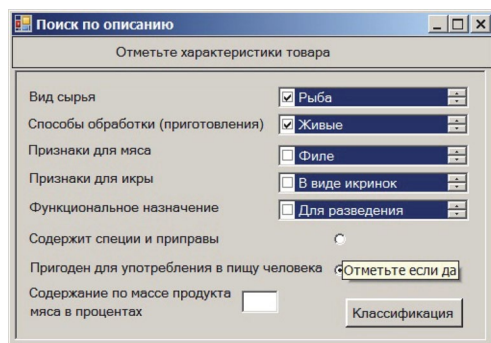 Поиск по описанию
Отметьте характеристики товара
Вид сырья Рыба
Способы обработки (приготовления) Живые
Признаки для мяса Филе
Признаки для икры В виде икринок
Функциональное назначение Для разведения
Содержит специи и приправы
Пригоден для употребления в пищу человека Отметьте если да
Содержание по массе продукта
мяса в процентах
Классификация